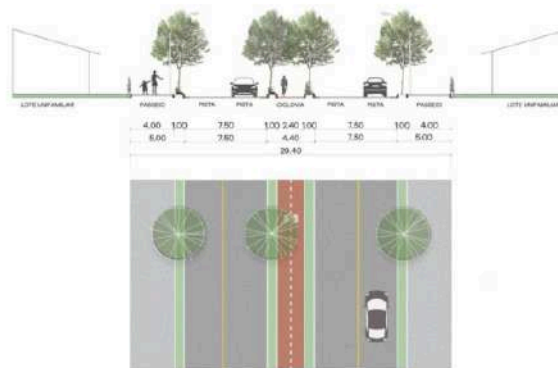 LOTE UNIFAMILIAR PASSEIO PISTA PISTA CICLOVIA PISTA PISTA PASSEIO LOTE UNIFAMILIAR
4.00 1.00 7.50 1.00 2.40 1.00 7.50 1.00 4.00
5.00 7.50 4.40 7.50 5.00
29.40